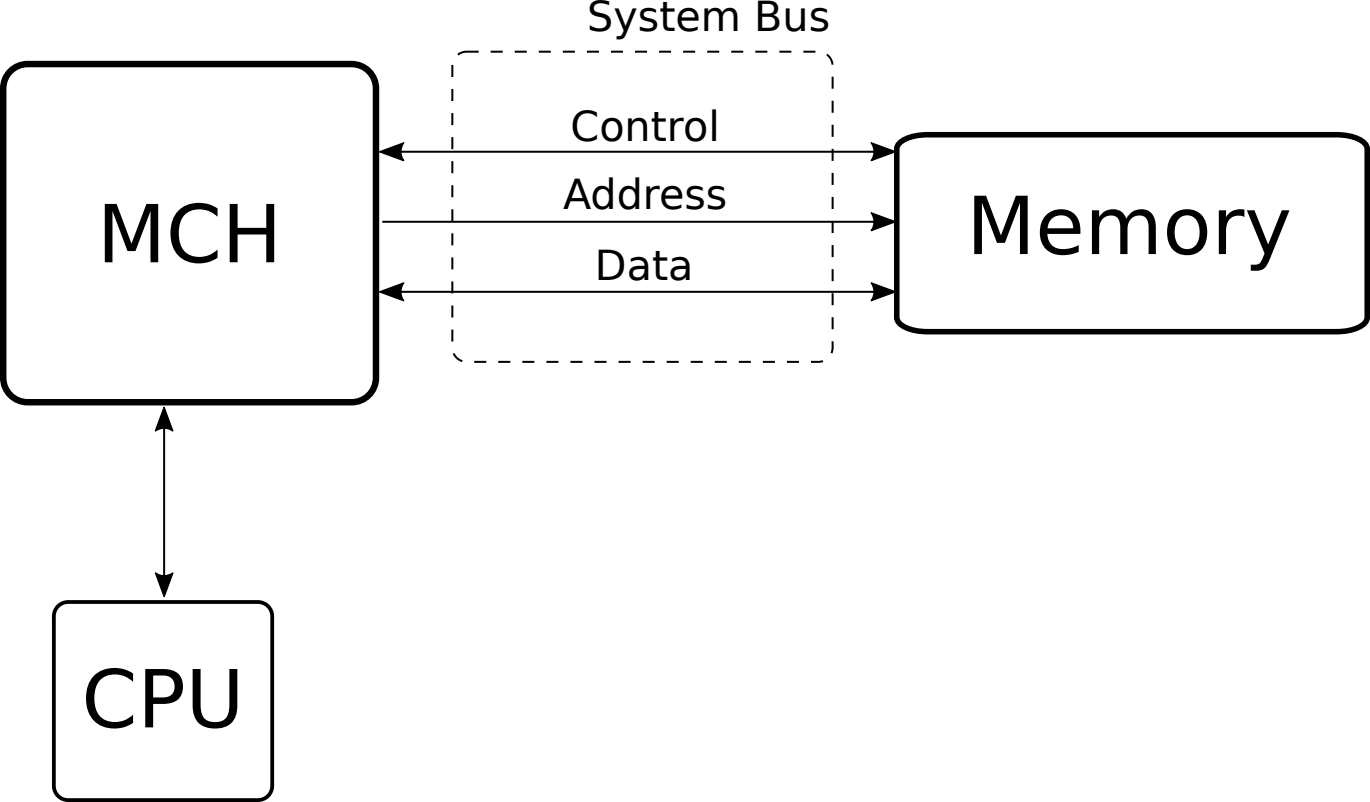 System Bus
Control
Address
Data
MCH
Memory
CPU